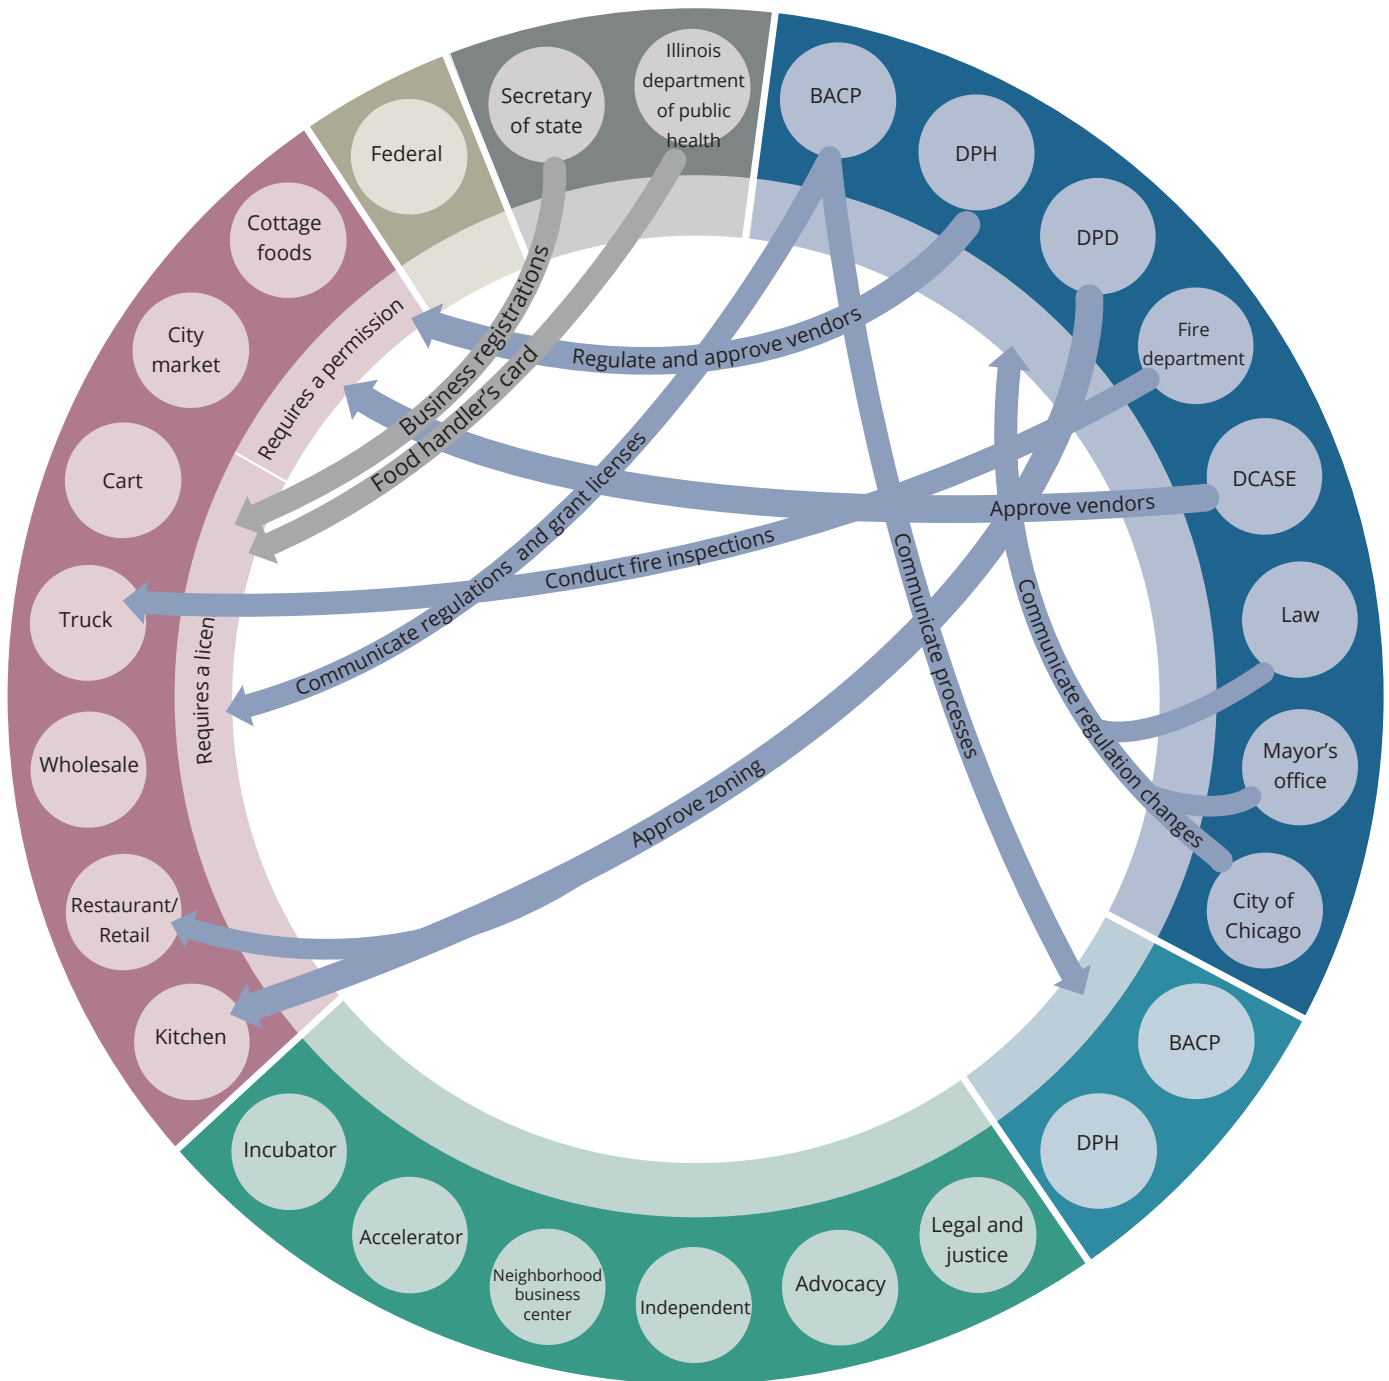 Secretary
of state
Illinois
department
of public
health
BACP
DPH
DPD
Fire
department
DCASE
Law
Mayor's
office
City of
Chicago
BACP
DPH
Legal and
justice
Advocacy
Independent
Neighborhood
business
center
Accelerator
Incubator
Kitchen
Restaurant/
Retail
Wholesale
Truck
Cart
City
market
Cottage
foods
Federal
Requires a permission
Requires a licen
Business registrations
Food handler's card
Regulate and approve vendors
Approve vendors
Communicate regulations and grant licenses
Conduct fire inspections
Communicate processes
Communicate regulation changes
Approve zoning